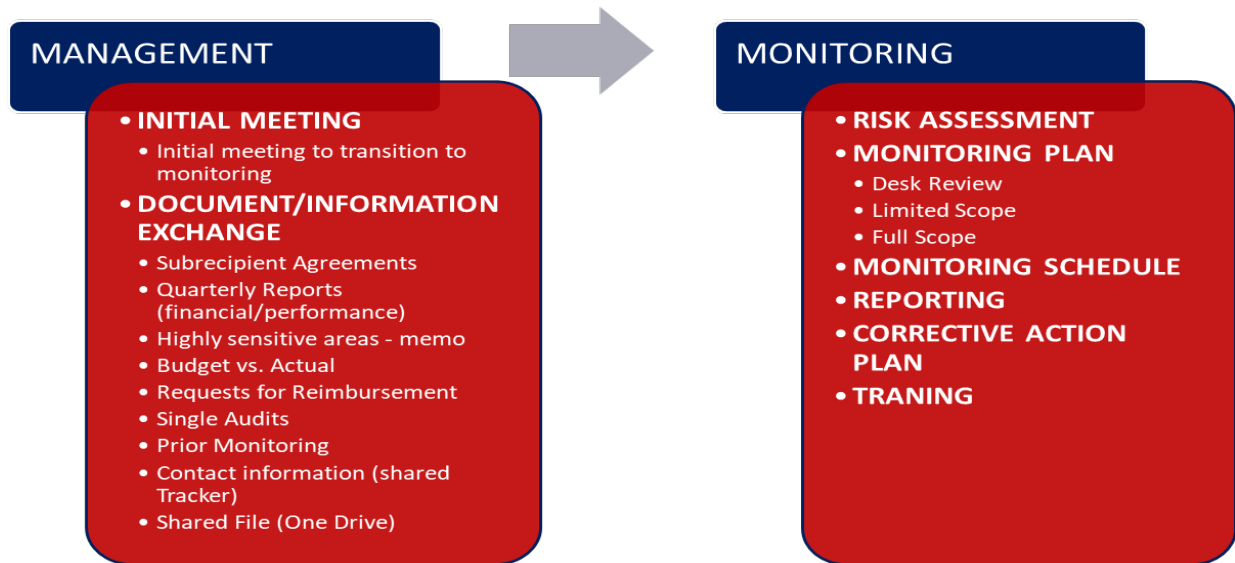 MANAGEMENT
• INITIAL MEETING
• Initial meeting to transition to
monitoring
• DOCUMENT/INFORMATION
EXCHANGE
• Subrecipient Agreements
• Quarterly Reports
(financial/performance)
• Highly sensitive areas - memo
• Budget vs. Actual
• Requests for Reimbursement
• Single Audits
• Prior Monitoring
• Contact information (shared
Tracker)
• Shared File (One Drive)
MONITORING
• RISK ASSESSMENT
• MONITORING PLAN
• Desk Review
• Limited Scope
• Full Scope
• MONITORING SCHEDULE
• REPORTING
• CORRECTIVE ACTION
PLAN
• TRANING